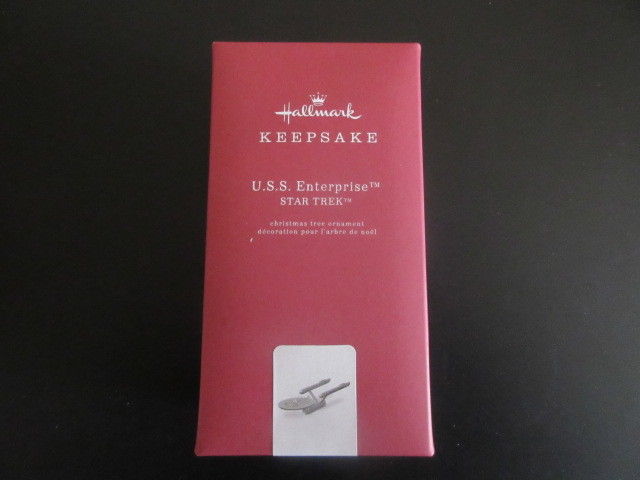 Hallmark
KEEPSAKE
U.S.S. Enterprise™
STAR TREK™
christmas tree ornament
décoration pour l'arbre de noël